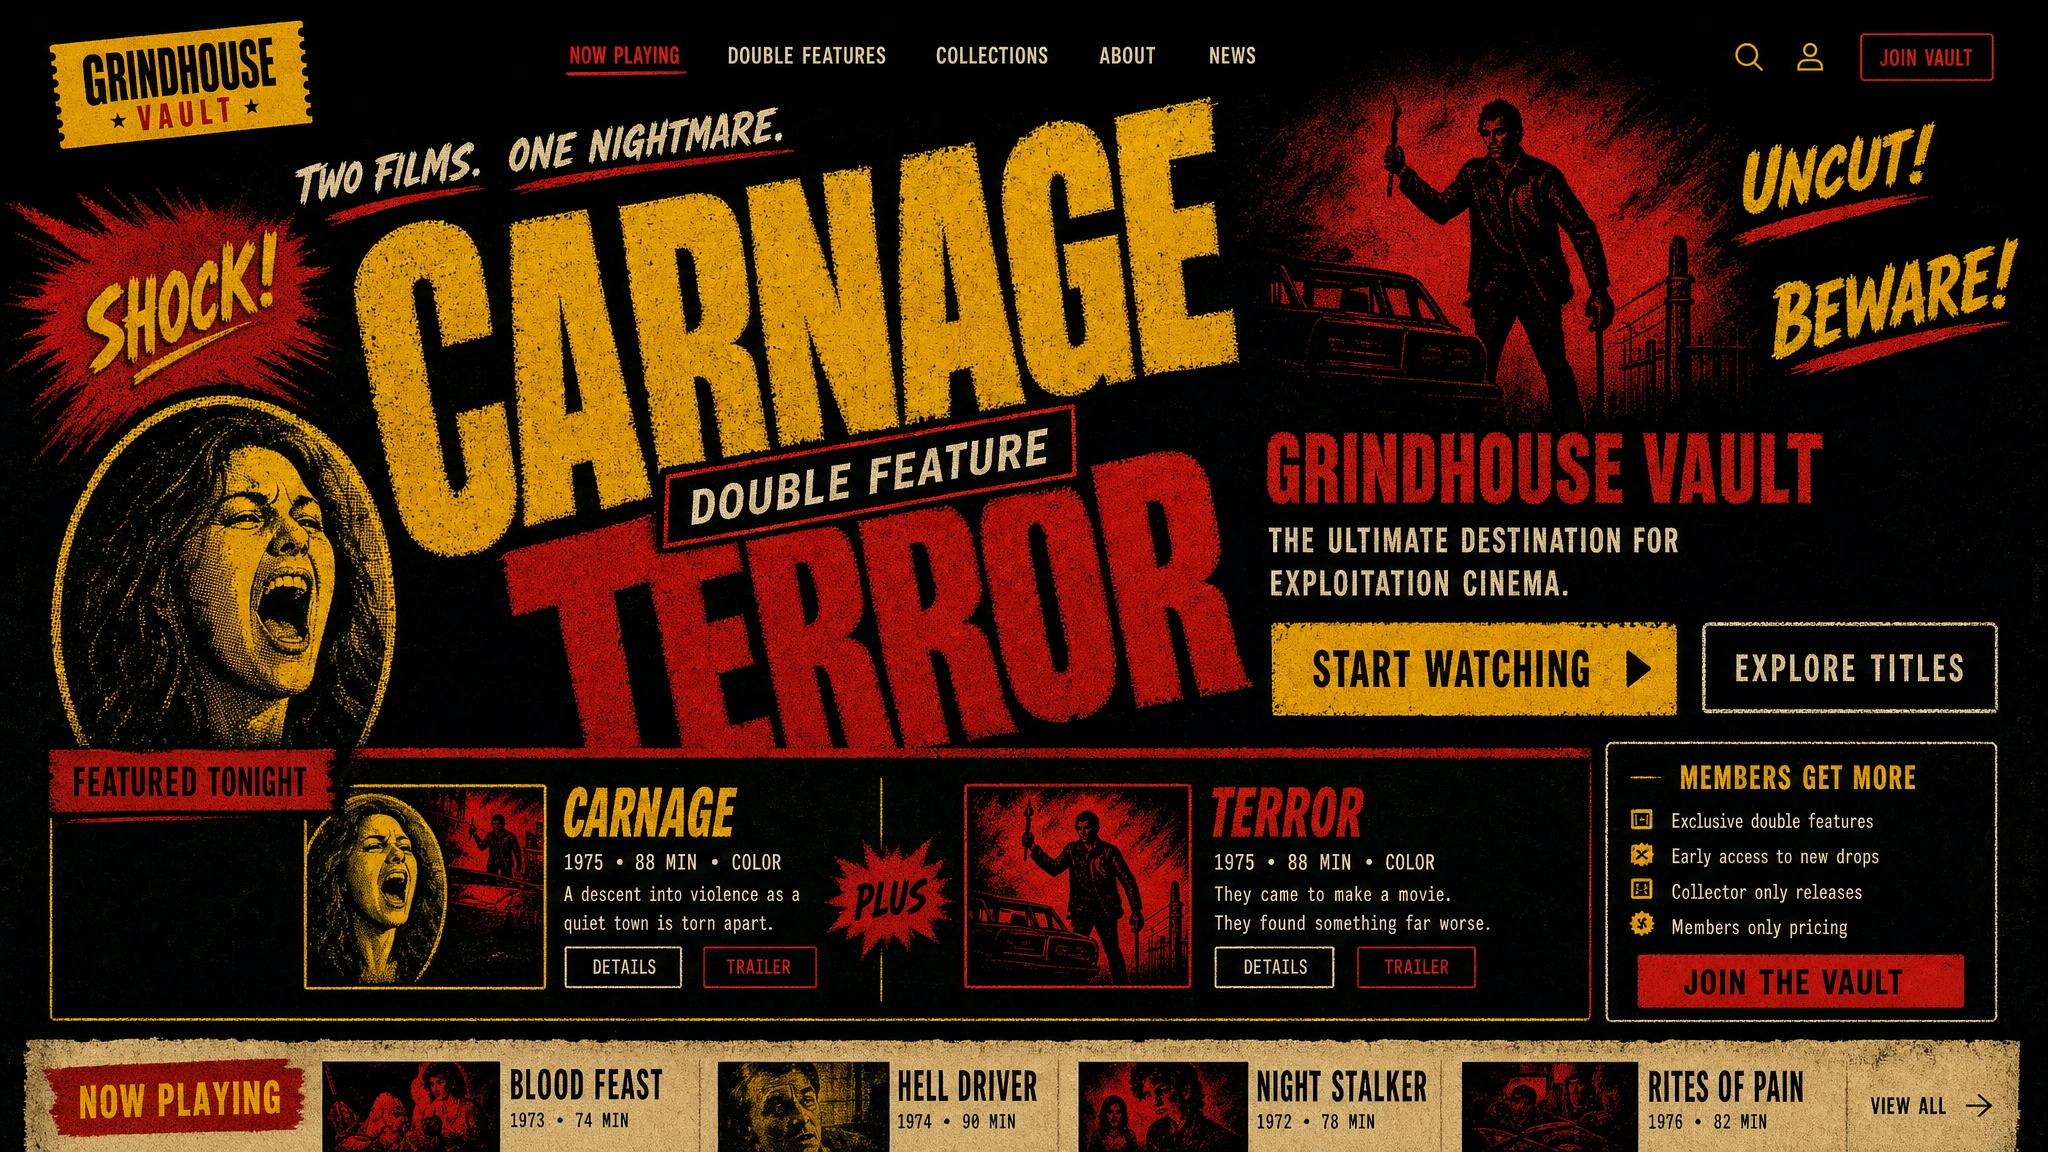 GRINDHOUSE
VAULT
NOW PLAYING
DOUBLE FEATURES
COLLECTIONS
ABOUT
NEWS
JOIN VAULT
TWO FILMS. ONE NIGHTMARE.
SHOCK!
CARNAGE
DOUBLE FEATURE
TERROR
UNCUT!
BEWARE!
GRINDHOUSE VAULT
THE ULTIMATE DESTINATION FOR
EXPLOITATION CINEMA.
START WATCHING
EXPLORE TITLES
FEATURED TONIGHT
CARNAGE
1975 • 88 MIN • COLOR
A descent into violence as a
quiet town is torn apart.
DETAILS
TRAILER
PLUS
TERROR
1975 • 88 MIN • COLOR
They came to make a movie.
They found something far worse.
DETAILS
TRAILER
MEMBERS GET MORE
Exclusive double features
Early access to new drops
Collector only releases
Members only pricing
JOIN THE VAULT
NOW PLAYING
BLOOD FEAST
1973 • 74 MIN
HELL DRIVER
1974 • 90 MIN
NIGHT STALKER
1972 • 78 MIN
RITES OF PAIN
1976 • 82 MIN
VIEW ALL